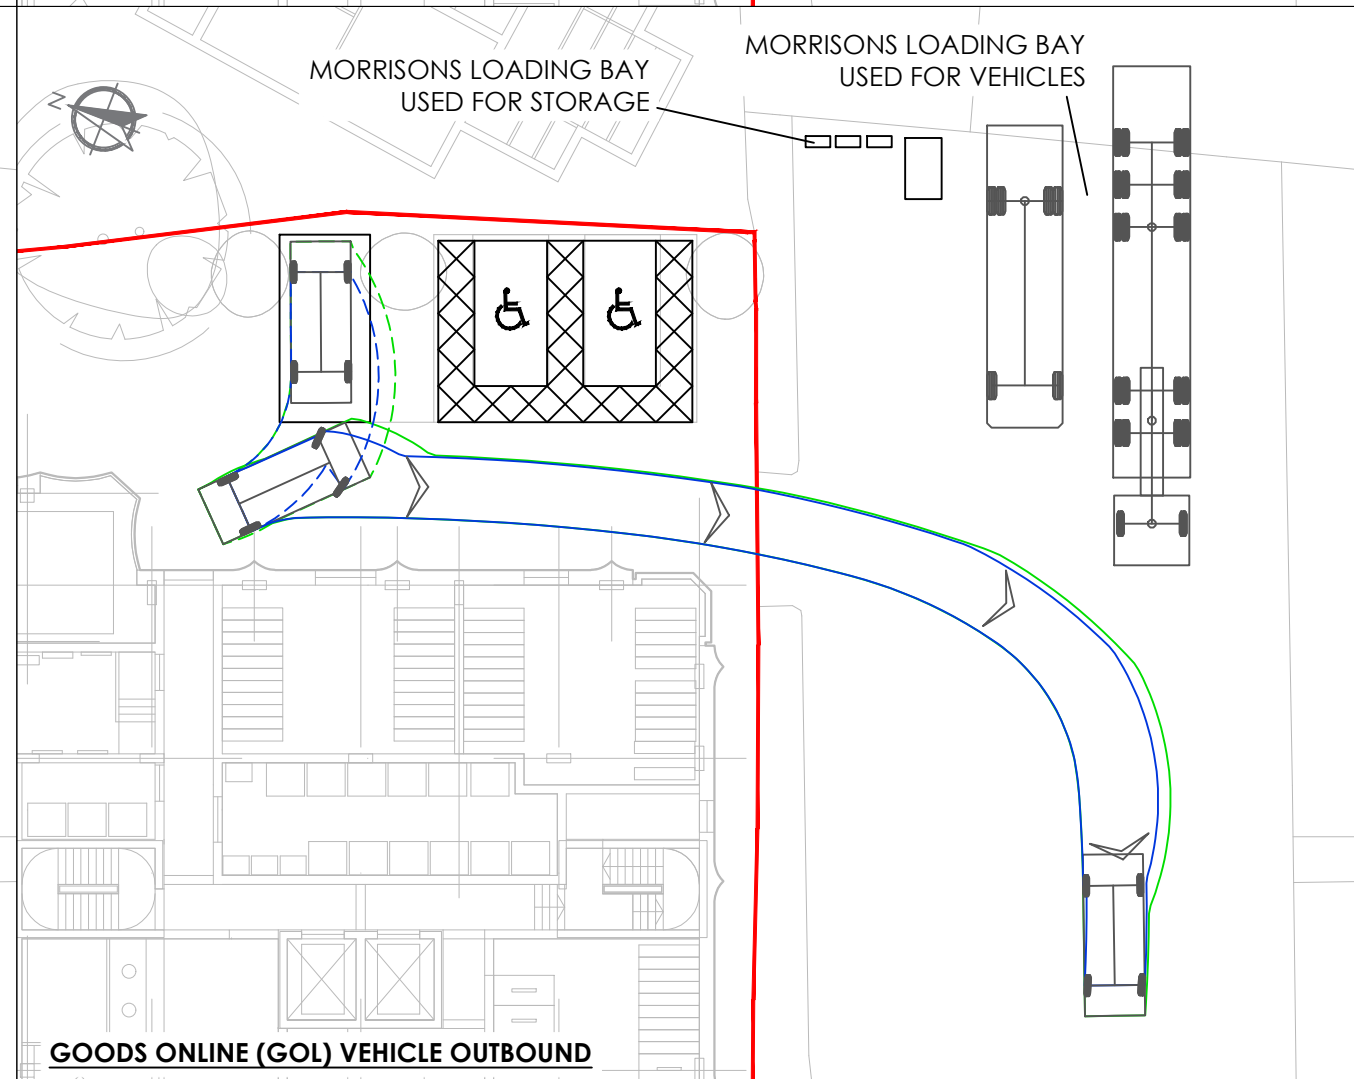 MORRISONS LOADING BAY
USED FOR VEHICLES
MORRISONS LOADING BAY
USED FOR STORAGE
N
GOODS ONLINE (GOL) VEHICLE OUTBOUND